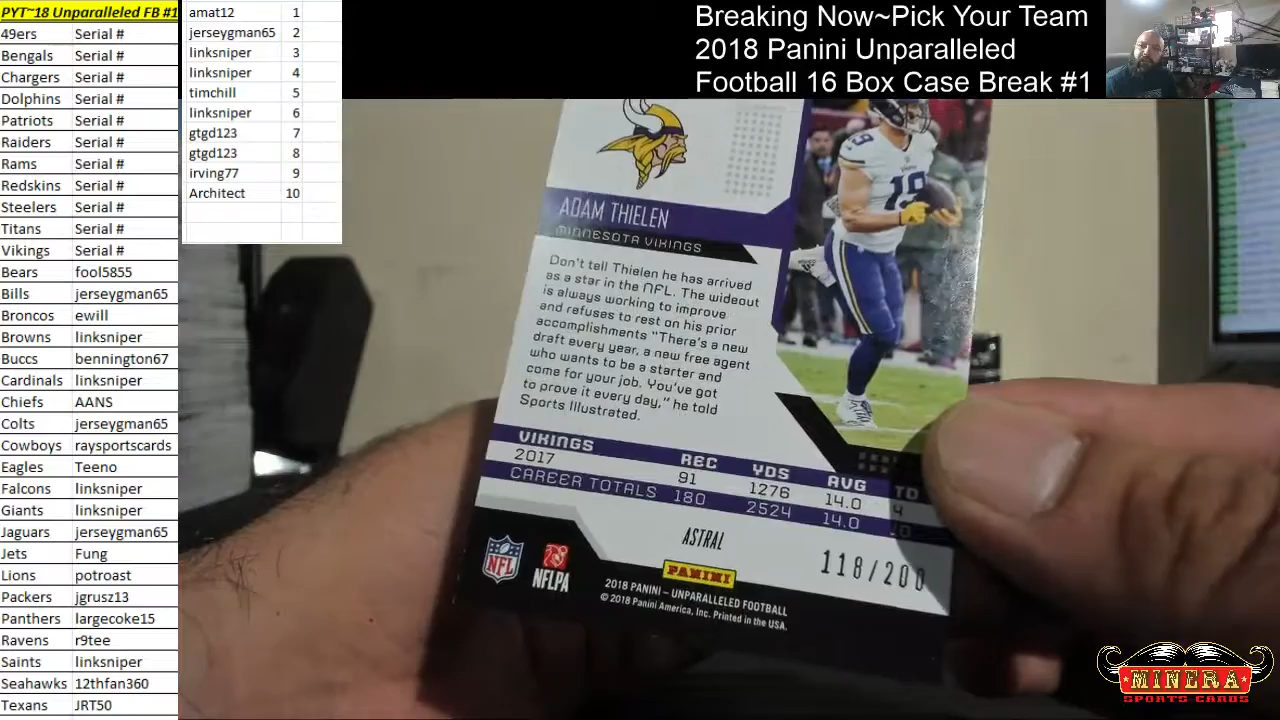 PYT~18 Unparalleled FB #1
49ers Serial #
Bengals Serial #
Chargers Serial #
Dolphins Serial #
Patriots Serial #
Raiders Serial #
Rams Serial #
Redskins Serial #
Steelers Serial #
Titans Serial #
Vikings Serial #
Bears fool5855
Bills jerseygman65
Broncos ewill
Browns linksniper
Buccs bennington67
Cardinals linksniper
Chiefs AANS
Colts jerseygman65
Cowboys raysportscards
Eagles Teeno
Falcons linksniper
Giants linksniper
Jaguars jerseygman65
Jets Fung
Lions potroast
Packers jgrusz13
Panthers largecoke15
Ravens r9tee
Saints linksniper
Seahawks 12thfan360
Texans JRT50
amat12 1
jerseygman65 2
linksniper 3
linksniper 4
timchill 5
linksniper 6
gtgd123 7
gtgd123 8
irving77 9
Architect 10
Breaking Now~Pick Your Team
2018 Panini Unparalleled
Football 16 Box Case Break #1
ADAM THIELEN
MINNESOTA VIKINGS
Don't tell Thielen he has arrived
as a star in the NFL. The wideout
is always working to improve
and refuses to rest on his prior
accomplishments "There's a new
draft every year, a new free agent
who wants to be a starter and
come for your job. You've got
to prove it every day," he told
Sports Illustrated.
VIKINGS REC YDS AVG TD
2017 91 1276 14.0 4
CAREER TOTALS 180 2524 14.0
ASTRAL
118/200
PANINI
NFL
NFLPA
2018 PANINI – UNPARALLELED FOOTBALL
© 2018 Panini America, Inc. Printed in the USA.
19
MINERA
SPORTS CARDS